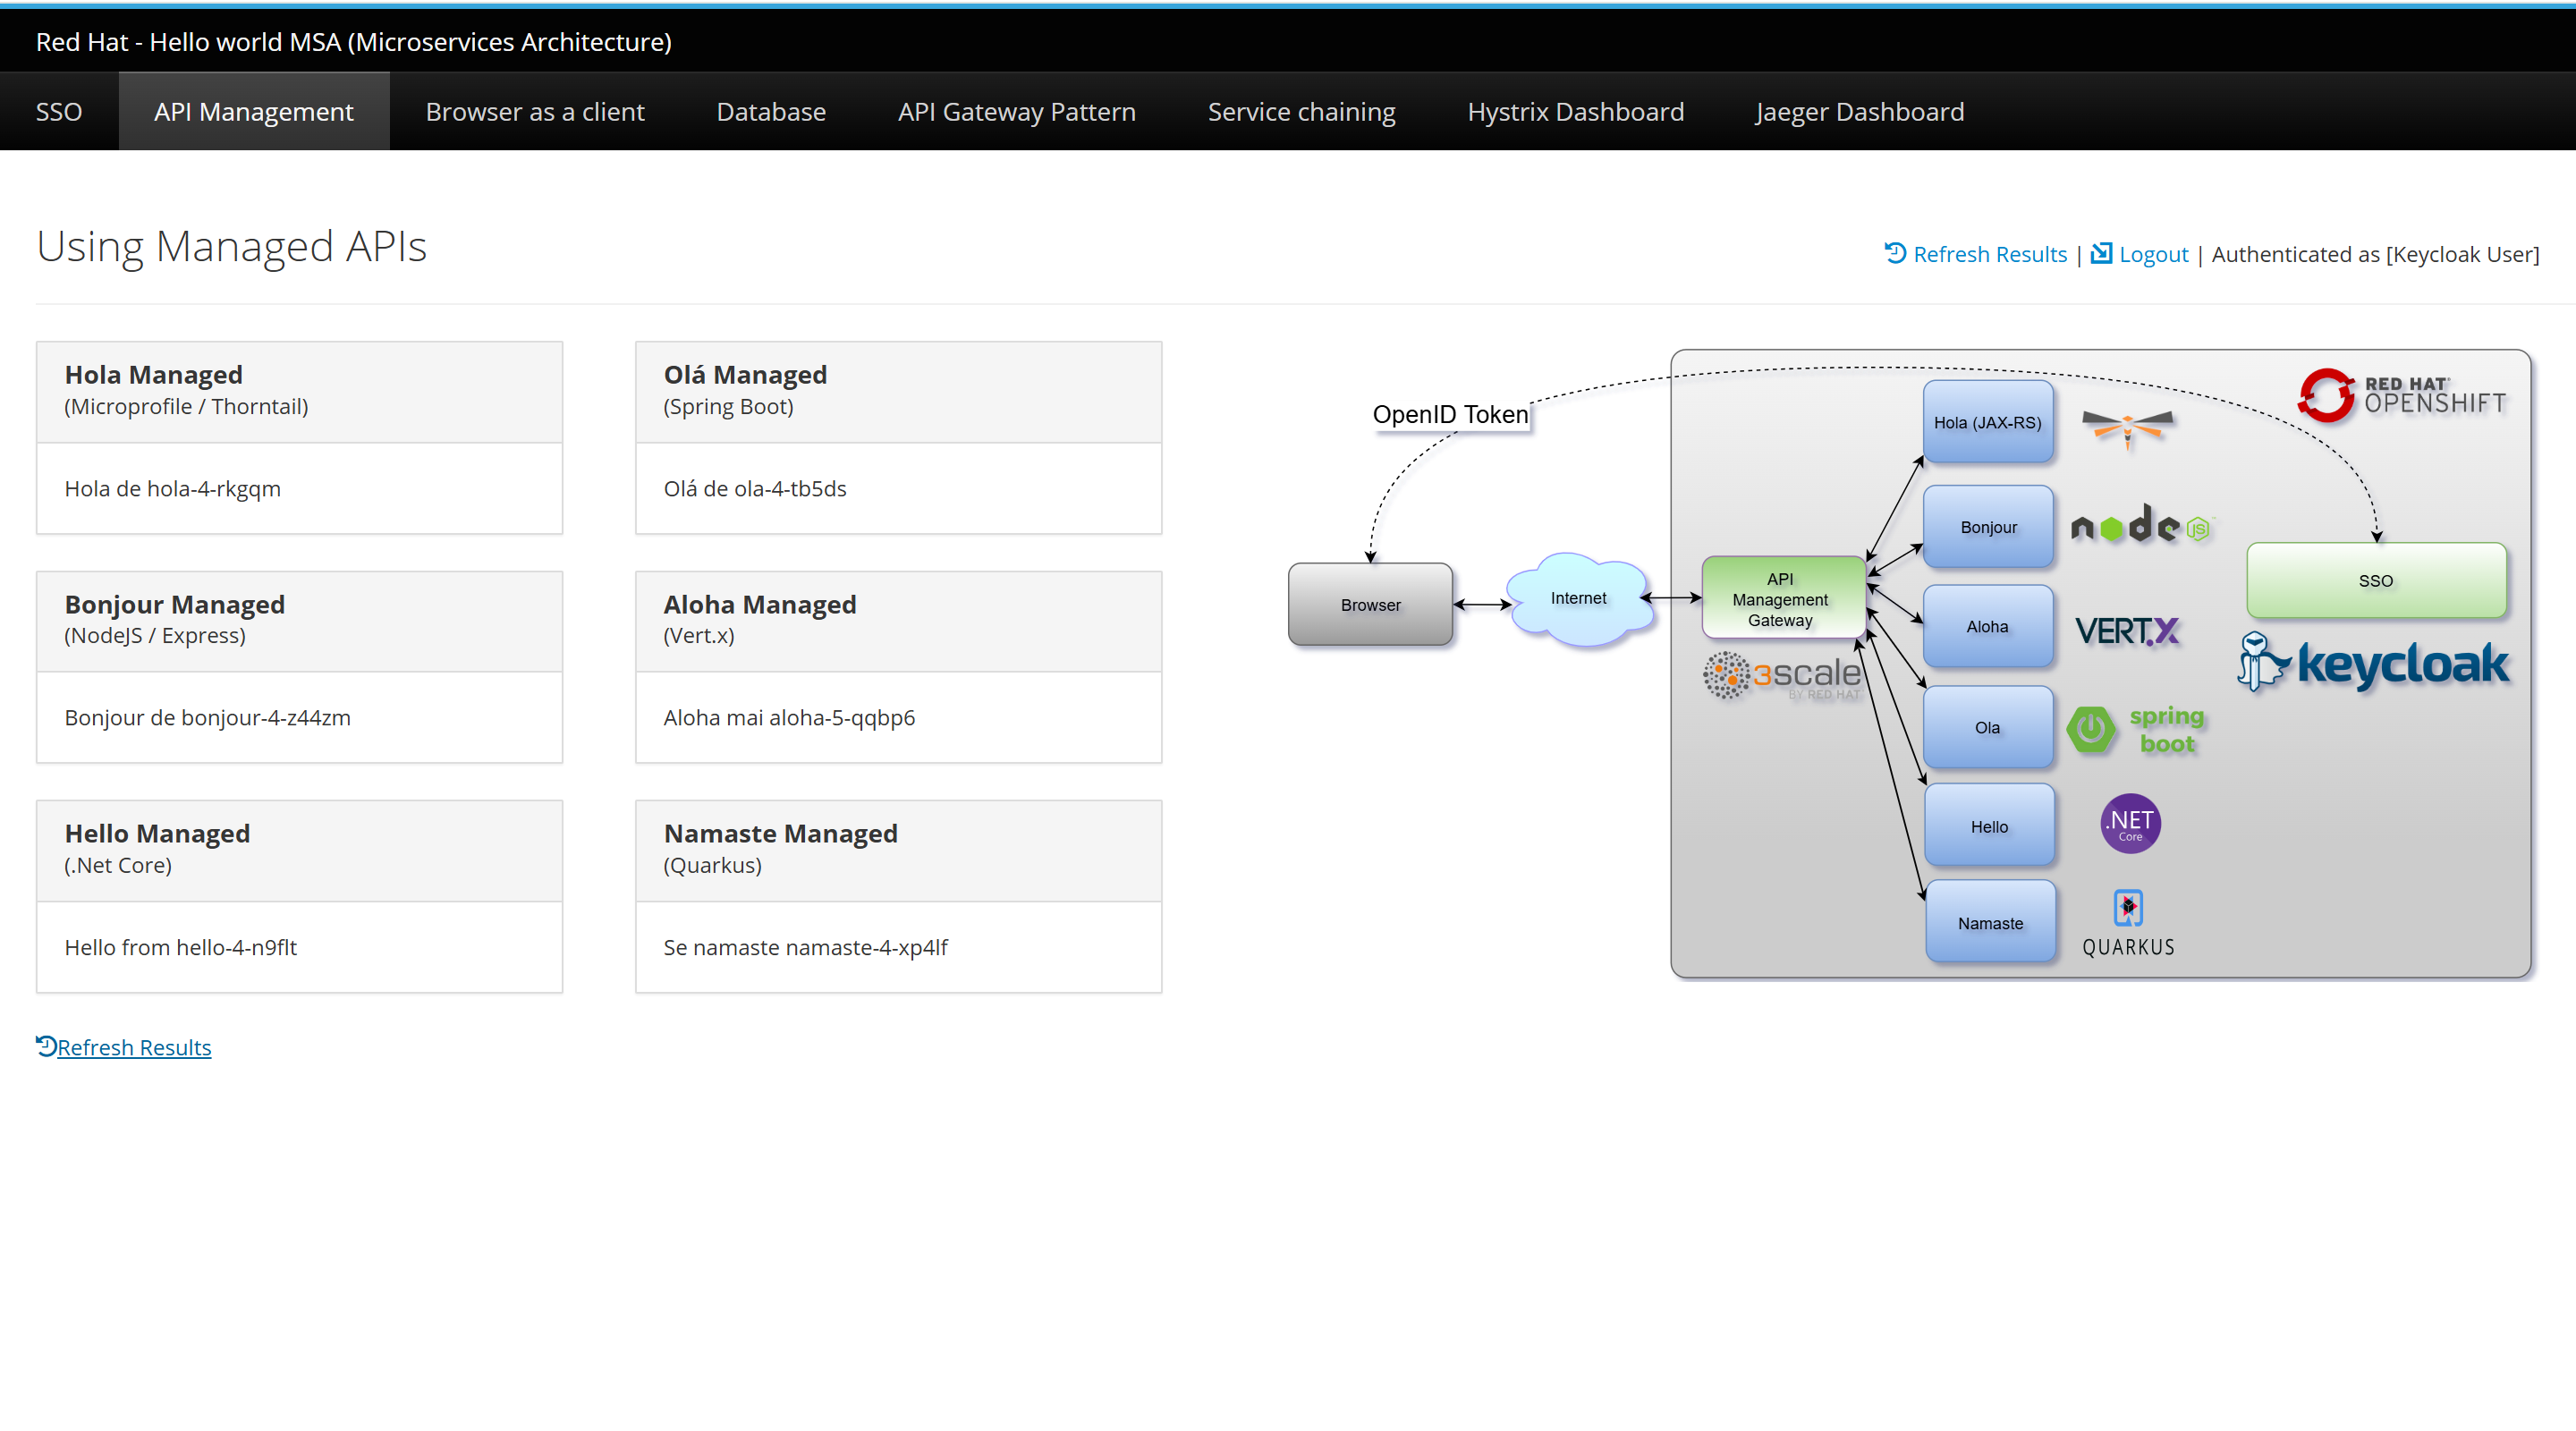 Red Hat - Hello world MSA (Microservices Architecture)
SSO
API Management
Browser as a client
Database
API Gateway Pattern
Service chaining
Hystrix Dashboard
Jaeger Dashboard
Using Managed APIs
Refresh Results | Logout | Authenticated as [Keycloak User]
Hola Managed
(Microprofile / Thorntail)
Hola de hola-4-rkgqm
Olá Managed
(Spring Boot)
Olá de ola-4-tb5ds
Bonjour Managed
(NodeJS / Express)
Bonjour de bonjour-4-z44zm
Aloha Managed
(Vert.x)
Aloha mai aloha-5-qqbp6
Hello Managed
(.Net Core)
Hello from hello-4-n9flt
Namaste Managed
(Quarkus)
Se namaste namaste-4-xp4lf
Refresh Results
OpenID Token
Browser
Internet
API
Management
Gateway
3scale
BY RED HAT
Hola (JAX-RS)
Bonjour
node JS
Aloha
VERT.X
Ola
spring
boot
Hello
.NET
Core
Namaste
QUARKUS
RED HAT
OPENSHIFT
SSO
keycloak